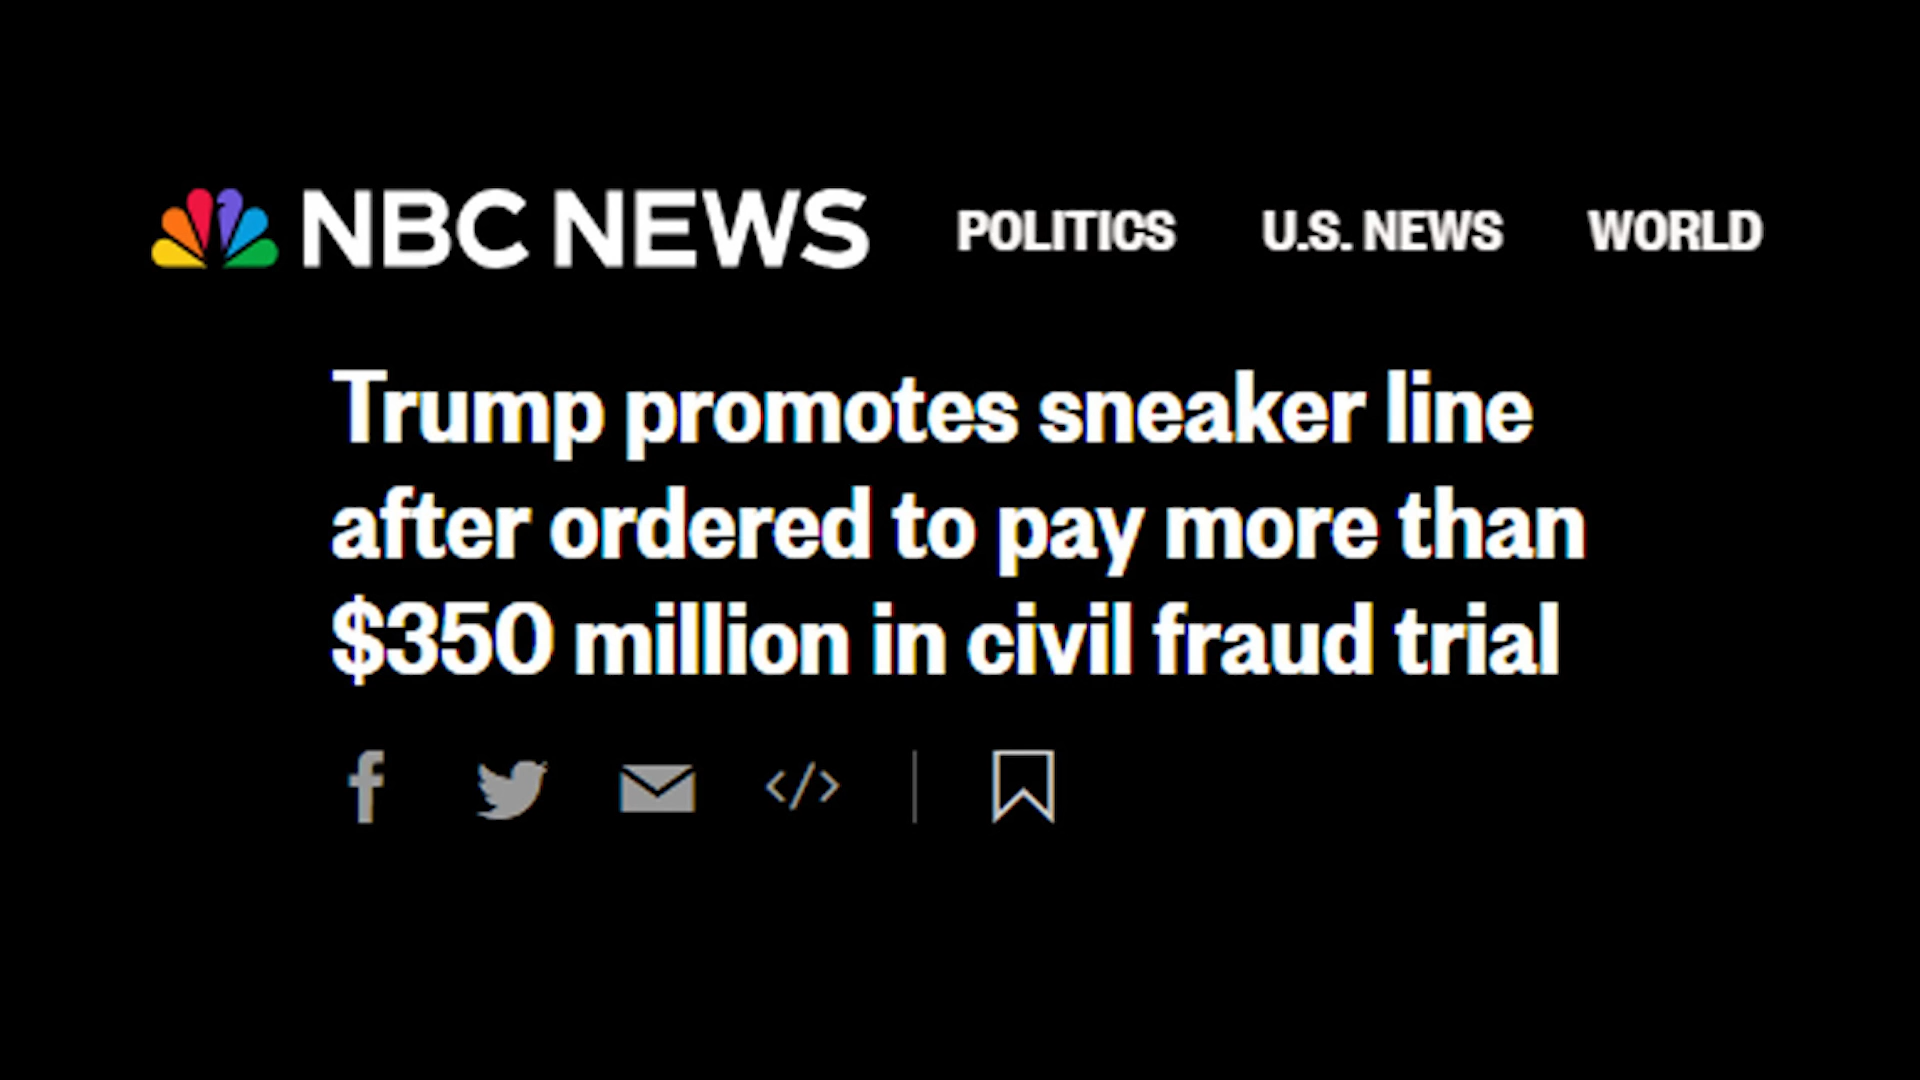 NBC NEWS POLITICS U.S. NEWS WORLD
Trump promotes sneaker line
after ordered to pay more than
$350 million in civil fraud trial